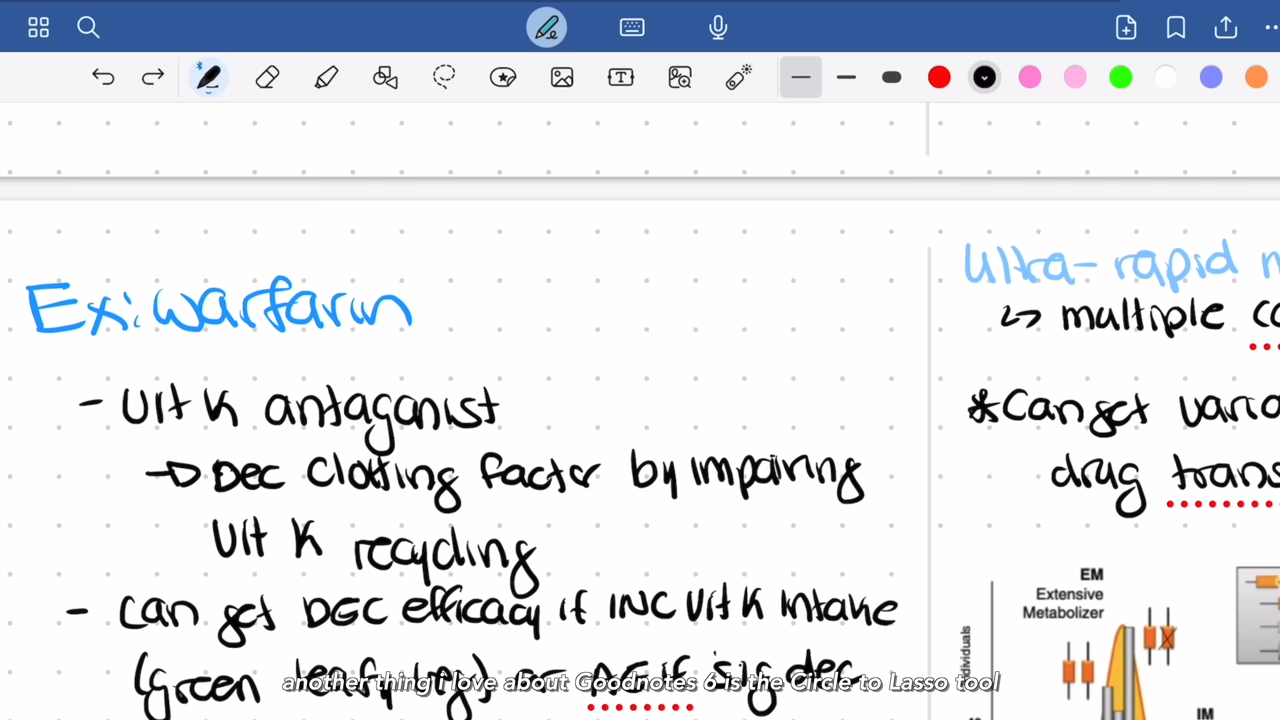 Ex: Warfarin
- Vit K antagonist
→ Dec clotting factor by impairing
Vit K recycling
- Can get DEC efficacy if INC Vit K intake
(green
another thing i love about Goodnotes 6 is the Circle to Lasso tool
Ultra-rapid
↳ multiple
*Can get
drug
EM
Extensive
Metabolizer
IM